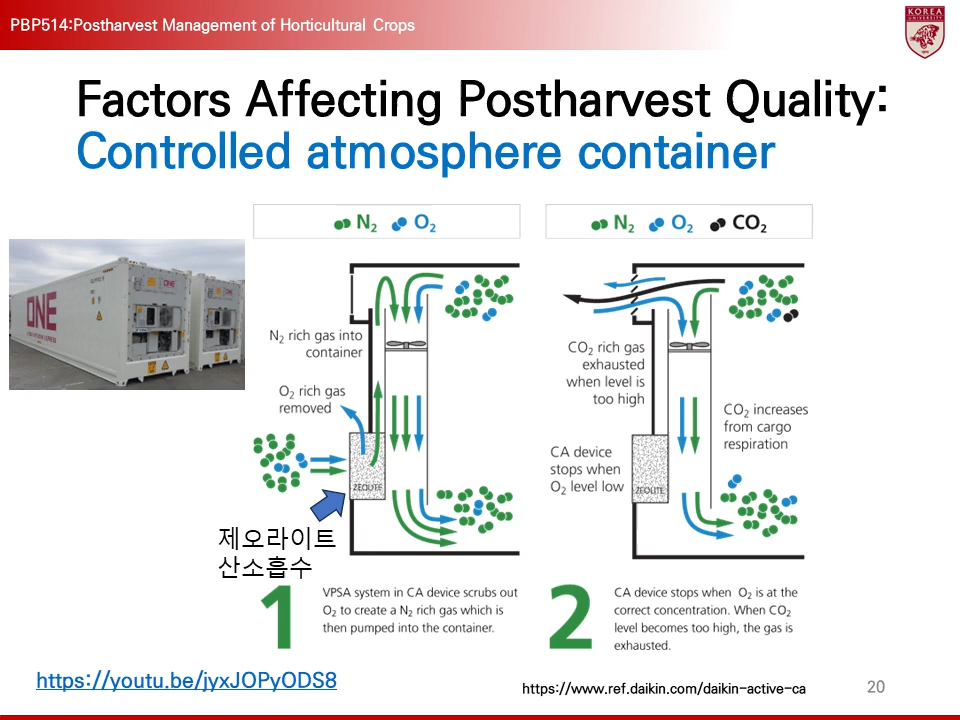 PBP514:Postharvest Management of Horticultural Crops
KOREA
UNIVERSITY
Factors Affecting Postharvest Quality:
Controlled atmosphere container
N₂ O₂
N₂ O₂ CO₂
ONE
ONE
N₂ rich gas into
container
O₂ rich gas
removed
ZEOLITE
제오라이트
산소흡수
CO₂ rich gas
exhausted
when level is
too high
CO₂ increases
from cargo
respiration
CA device
stops when
O₂ level low
ZEOLITE
1
VPSA system in CA device scrubs out
O₂ to create a N₂ rich gas which is
then pumped into the container.
2
CA device stops when O₂ is at the
correct concentration. When CO₂
level becomes too high, the gas is
exhausted.
https://youtu.be/jyxJOPyODS8
https://www.ref.daikin.com/daikin-active-ca
20